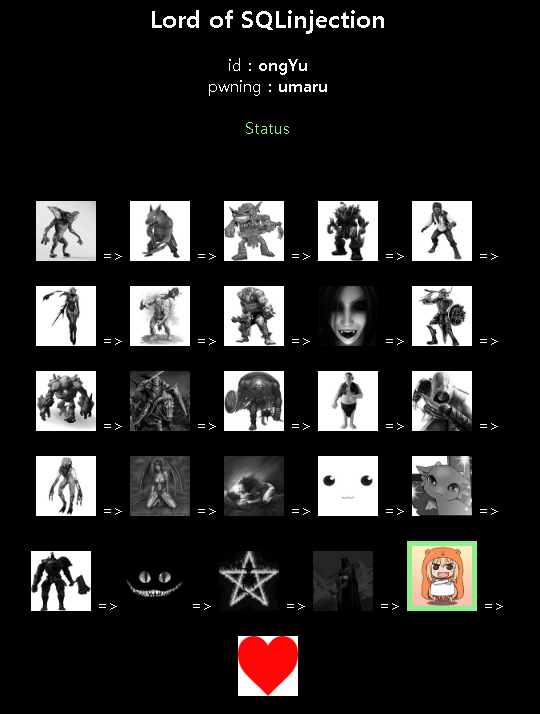 Lord of SQLinjection
id : ongYu
pwning : umaru
Status
=> => => => =>
=> => => => =>
=> => => => =>
=> => => => =>
=> => => => =>